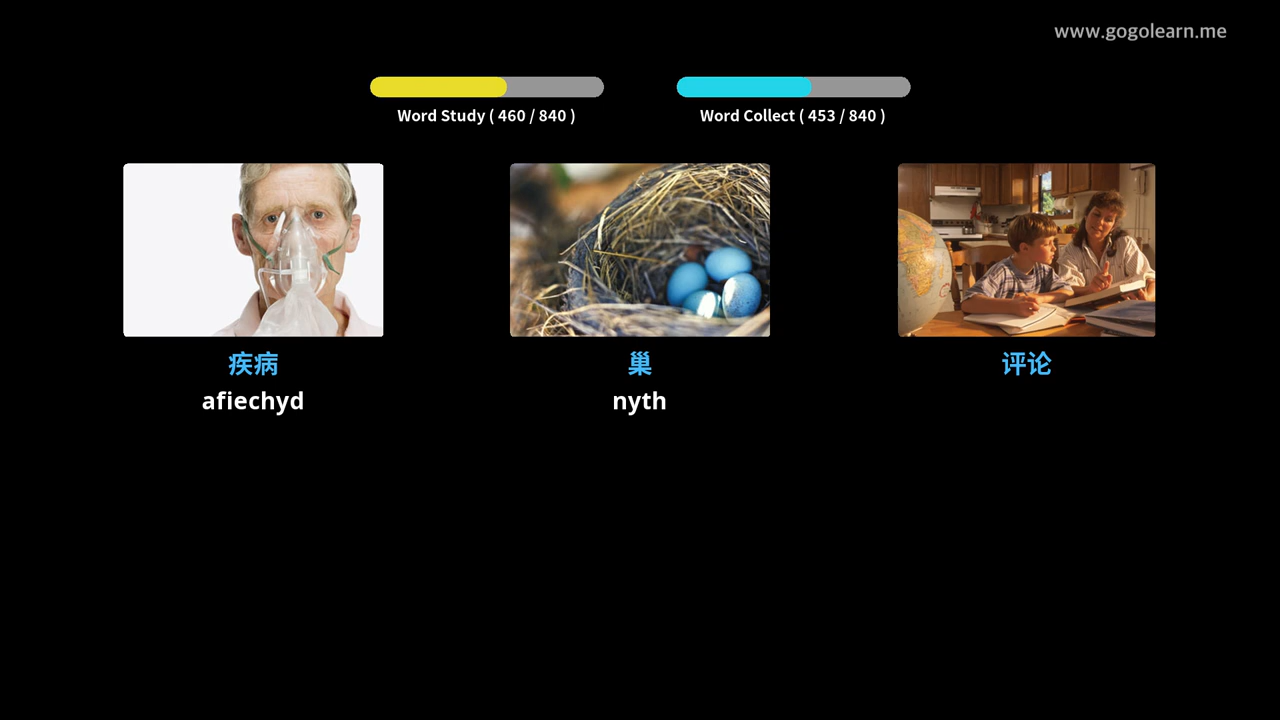 www.gogolearn.me
Word Study ( 460 / 840 )
Word Collect ( 453 / 840 )
疾病
巢
评论
afiechyd
nyth